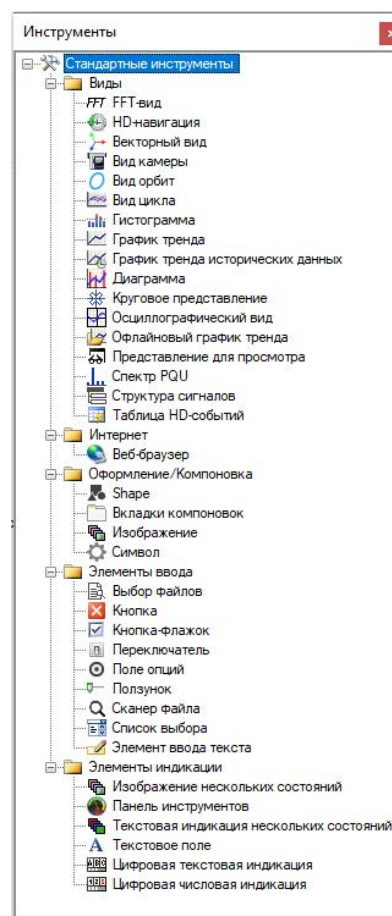 Инструменты
Стандартные инструменты
Виды
FFT FFT-вид
HD-навигация
Векторный вид
Вид камеры
Вид орбит
Вид цикла
Гистограмма
График тренда
График тренда исторических данных
Диаграмма
Круговое представление
Осциллографический вид
Офлайновый график тренда
Представление для просмотра
Спектр PQU
Структура сигналов
Таблица HD-событий
Интернет
Веб-браузер
Оформление/Компоновка
Shape
Вкладки компоновок
Изображение
Символ
Элементы ввода
Выбор файлов
Кнопка
Кнопка-флажок
Переключатель
Поле опций
Ползунок
Сканер файла
Список выбора
Элемент ввода текста
Элементы индикации
Изображение нескольких состояний
Панель инструментов
Текстовая индикация нескольких состояний
A Текстовое поле
ABC Цифровая текстовая индикация
123 Цифровая числовая индикация